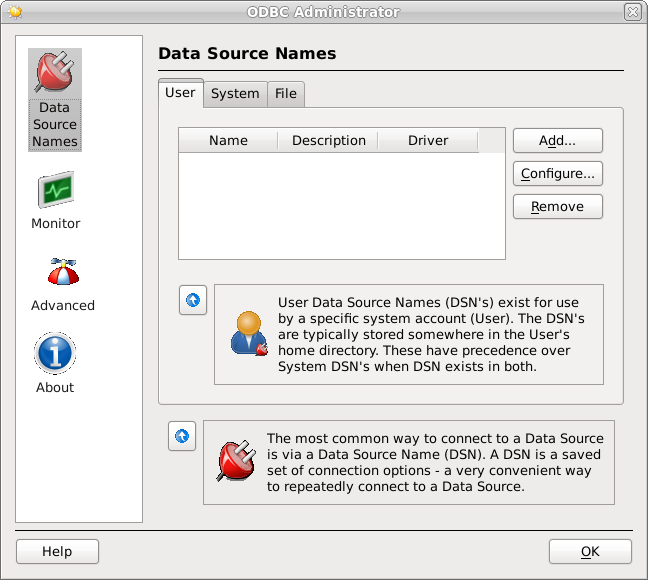 ODBC Administrator
Data
Source
Names
Monitor
Advanced
About
Data Source Names
User
System
File
Name
Description
Driver
Add...
Configure...
Remove
User Data Source Names (DSN's) exist for use
by a specific system account (User). The DSN's
are typically stored somewhere in the User's
home directory. These have precedence over
System DSN's when DSN exists in both.
The most common way to connect to a Data Source
is via a Data Source Name (DSN). A DSN is a saved
set of connection options - a very convenient way
to repeatedly connect to a Data Source.
Help
OK